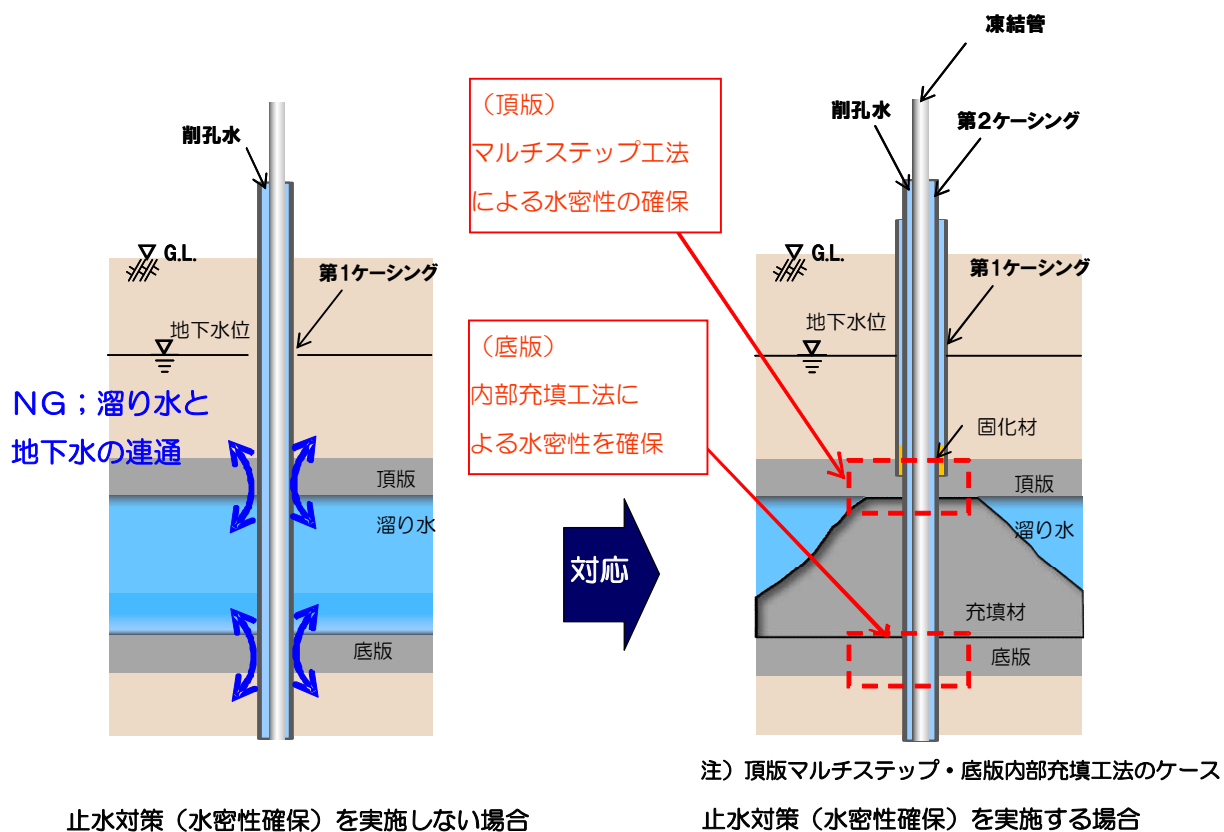 削孔水
G.L.
第1ケーシング
地下水位
NG；溜り水と
地下水の連通
頂版
溜り水
底版
止水対策（水密性確保）を実施しない場合
（頂版）
マルチステップ工法
による水密性の確保
（底版）
内部充填工法に
よる水密性を確保
対応
凍結管
削孔水
第2ケーシング
G.L.
第1ケーシング
地下水位
固化材
頂版
溜り水
充填材
底版
注）頂版マルチステップ・底版内部充填工法のケース
止水対策（水密性確保）を実施する場合